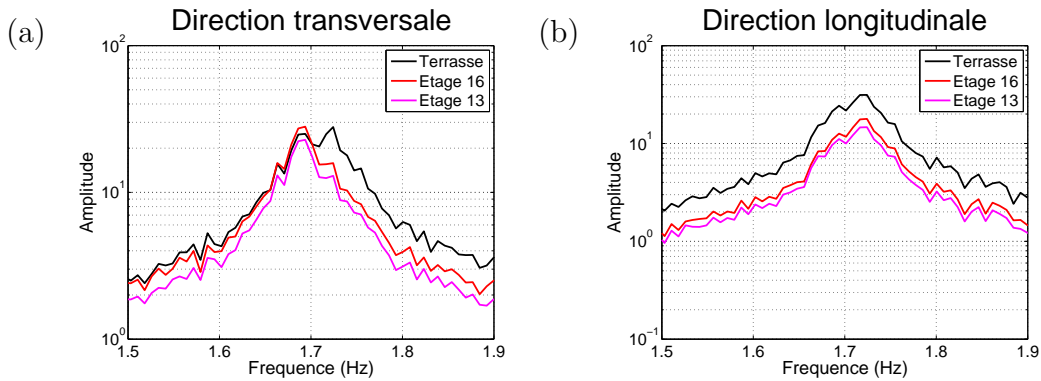 (a)
Direction transversale
10^2
10^1
10^0
Amplitude
1.5 1.6 1.7 1.8 1.9
Frequence (Hz)
Terrasse
Etage 16
Etage 13
(b)
Direction longitudinale
10^2
10^1
10^0
10^-1
Amplitude
1.5 1.6 1.7 1.8 1.9
Frequence (Hz)
Terrasse
Etage 16
Etage 13